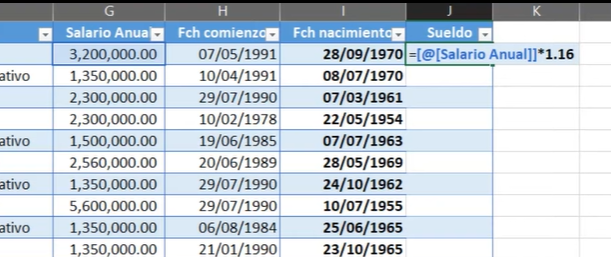 G H I J K
Salario Anual Fch comienzo Fch nacimiento Sueldo
3,200,000.00 07/05/1991 28/09/1970 =[@[Salario Anual]]*1.16
ativo 1,350,000.00 10/04/1991 08/07/1970
2,300,000.00 29/07/1990 07/03/1961
2,300,000.00 10/02/1978 22/05/1954
ativo 1,500,000.00 19/06/1985 07/07/1963
2,560,000.00 20/06/1989 28/05/1969
ativo 1,350,000.00 29/07/1990 24/10/1962
5,600,000.00 29/07/1990 10/07/1955
ativo 1,350,000.00 06/08/1984 25/06/1965
1,350,000.00 21/01/1990 23/10/1965